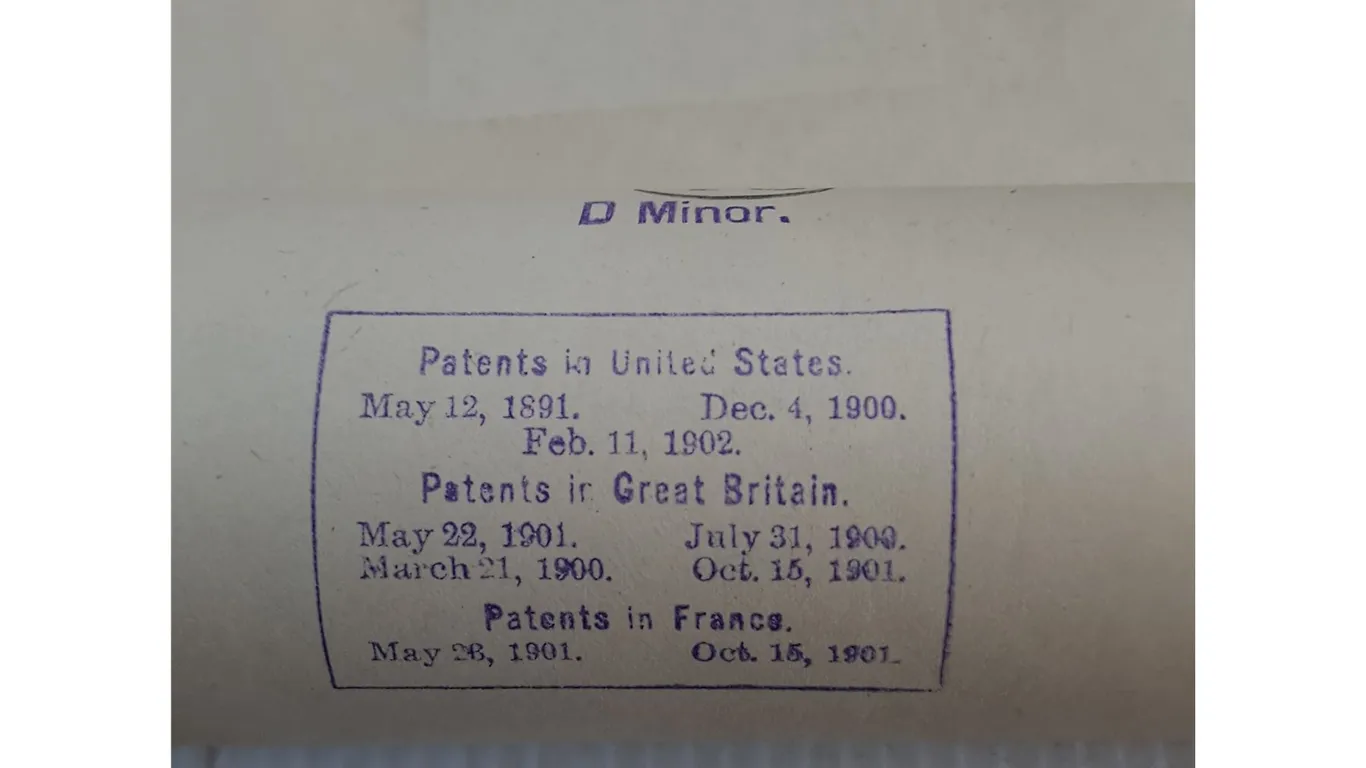 D Minor.
Patents in United States.
May 12, 1891. Dec. 4, 1900.
Feb. 11, 1902.
Patents in Great Britain.
May 22, 1901. July 31, 1900.
March 21, 1900. Oct. 15, 1901.
Patents in France.
May 1901. Oct. 15, 1901.